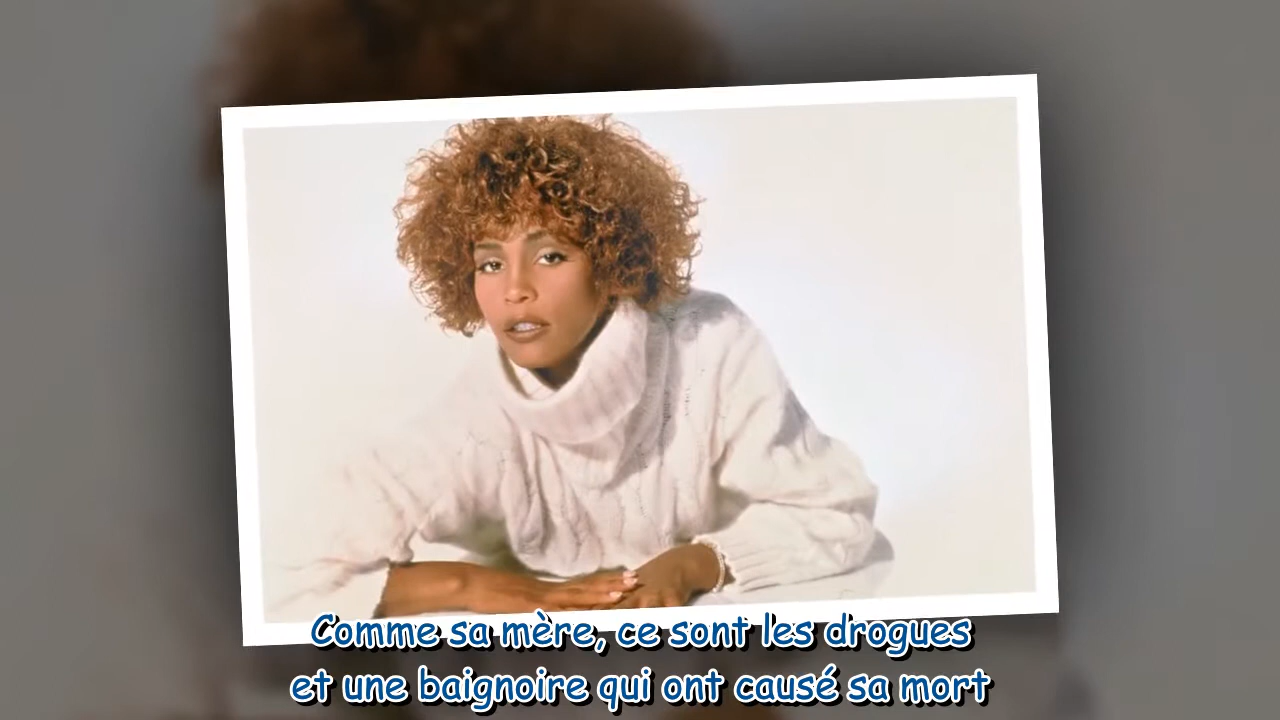 Comme sa mère, ce sont les drogues
et une baignoire qui ont causé sa mort